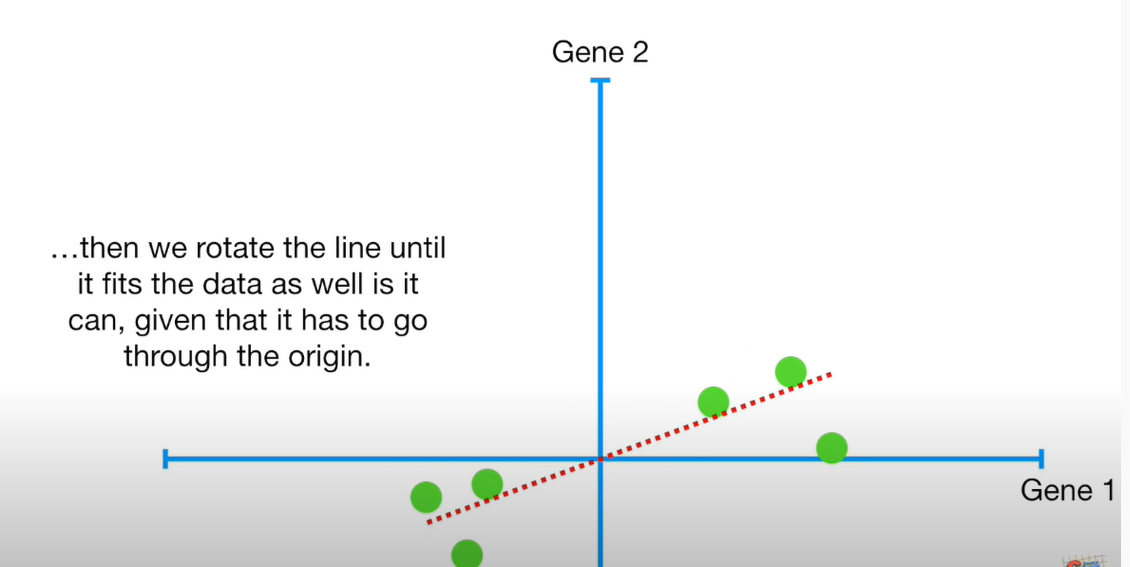 Gene 2
…then we rotate the line until
it fits the data as well is it
can, given that it has to go
through the origin.
Gene 1